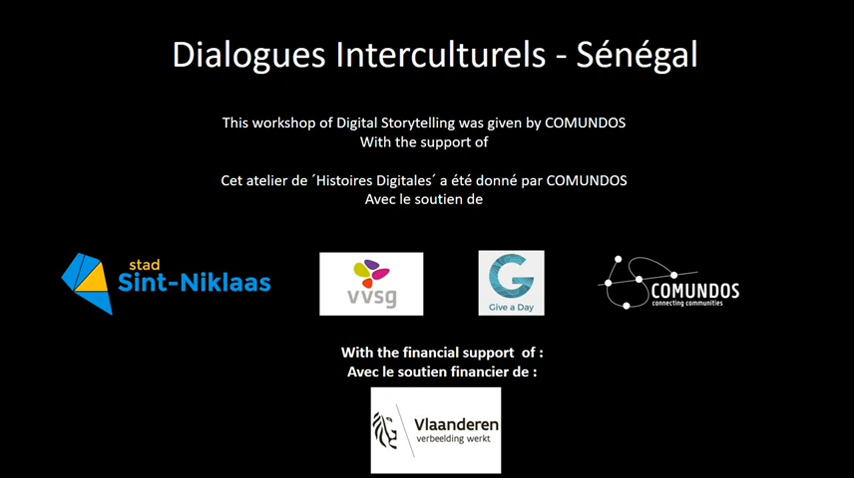 Dialogues Interculturels - Sénégal
This workshop of Digital Storytelling was given by COMUNDOS
With the support of
Cet atelier de ´Histoires Digitales´ a été donné par COMUNDOS
Avec le soutien de
stad
Sint-Niklaas
vvsg
G
Give a Day
COMUNDOS
connecting communities
With the financial support of :
Avec le soutien financier de :
Vlaanderen
verbeelding werkt